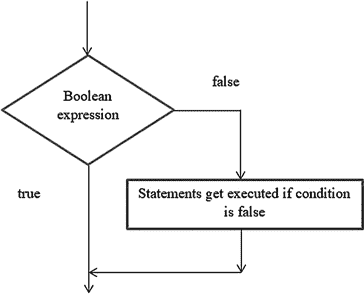 false
Boolean
expression
true
Statements get executed if condition
is false